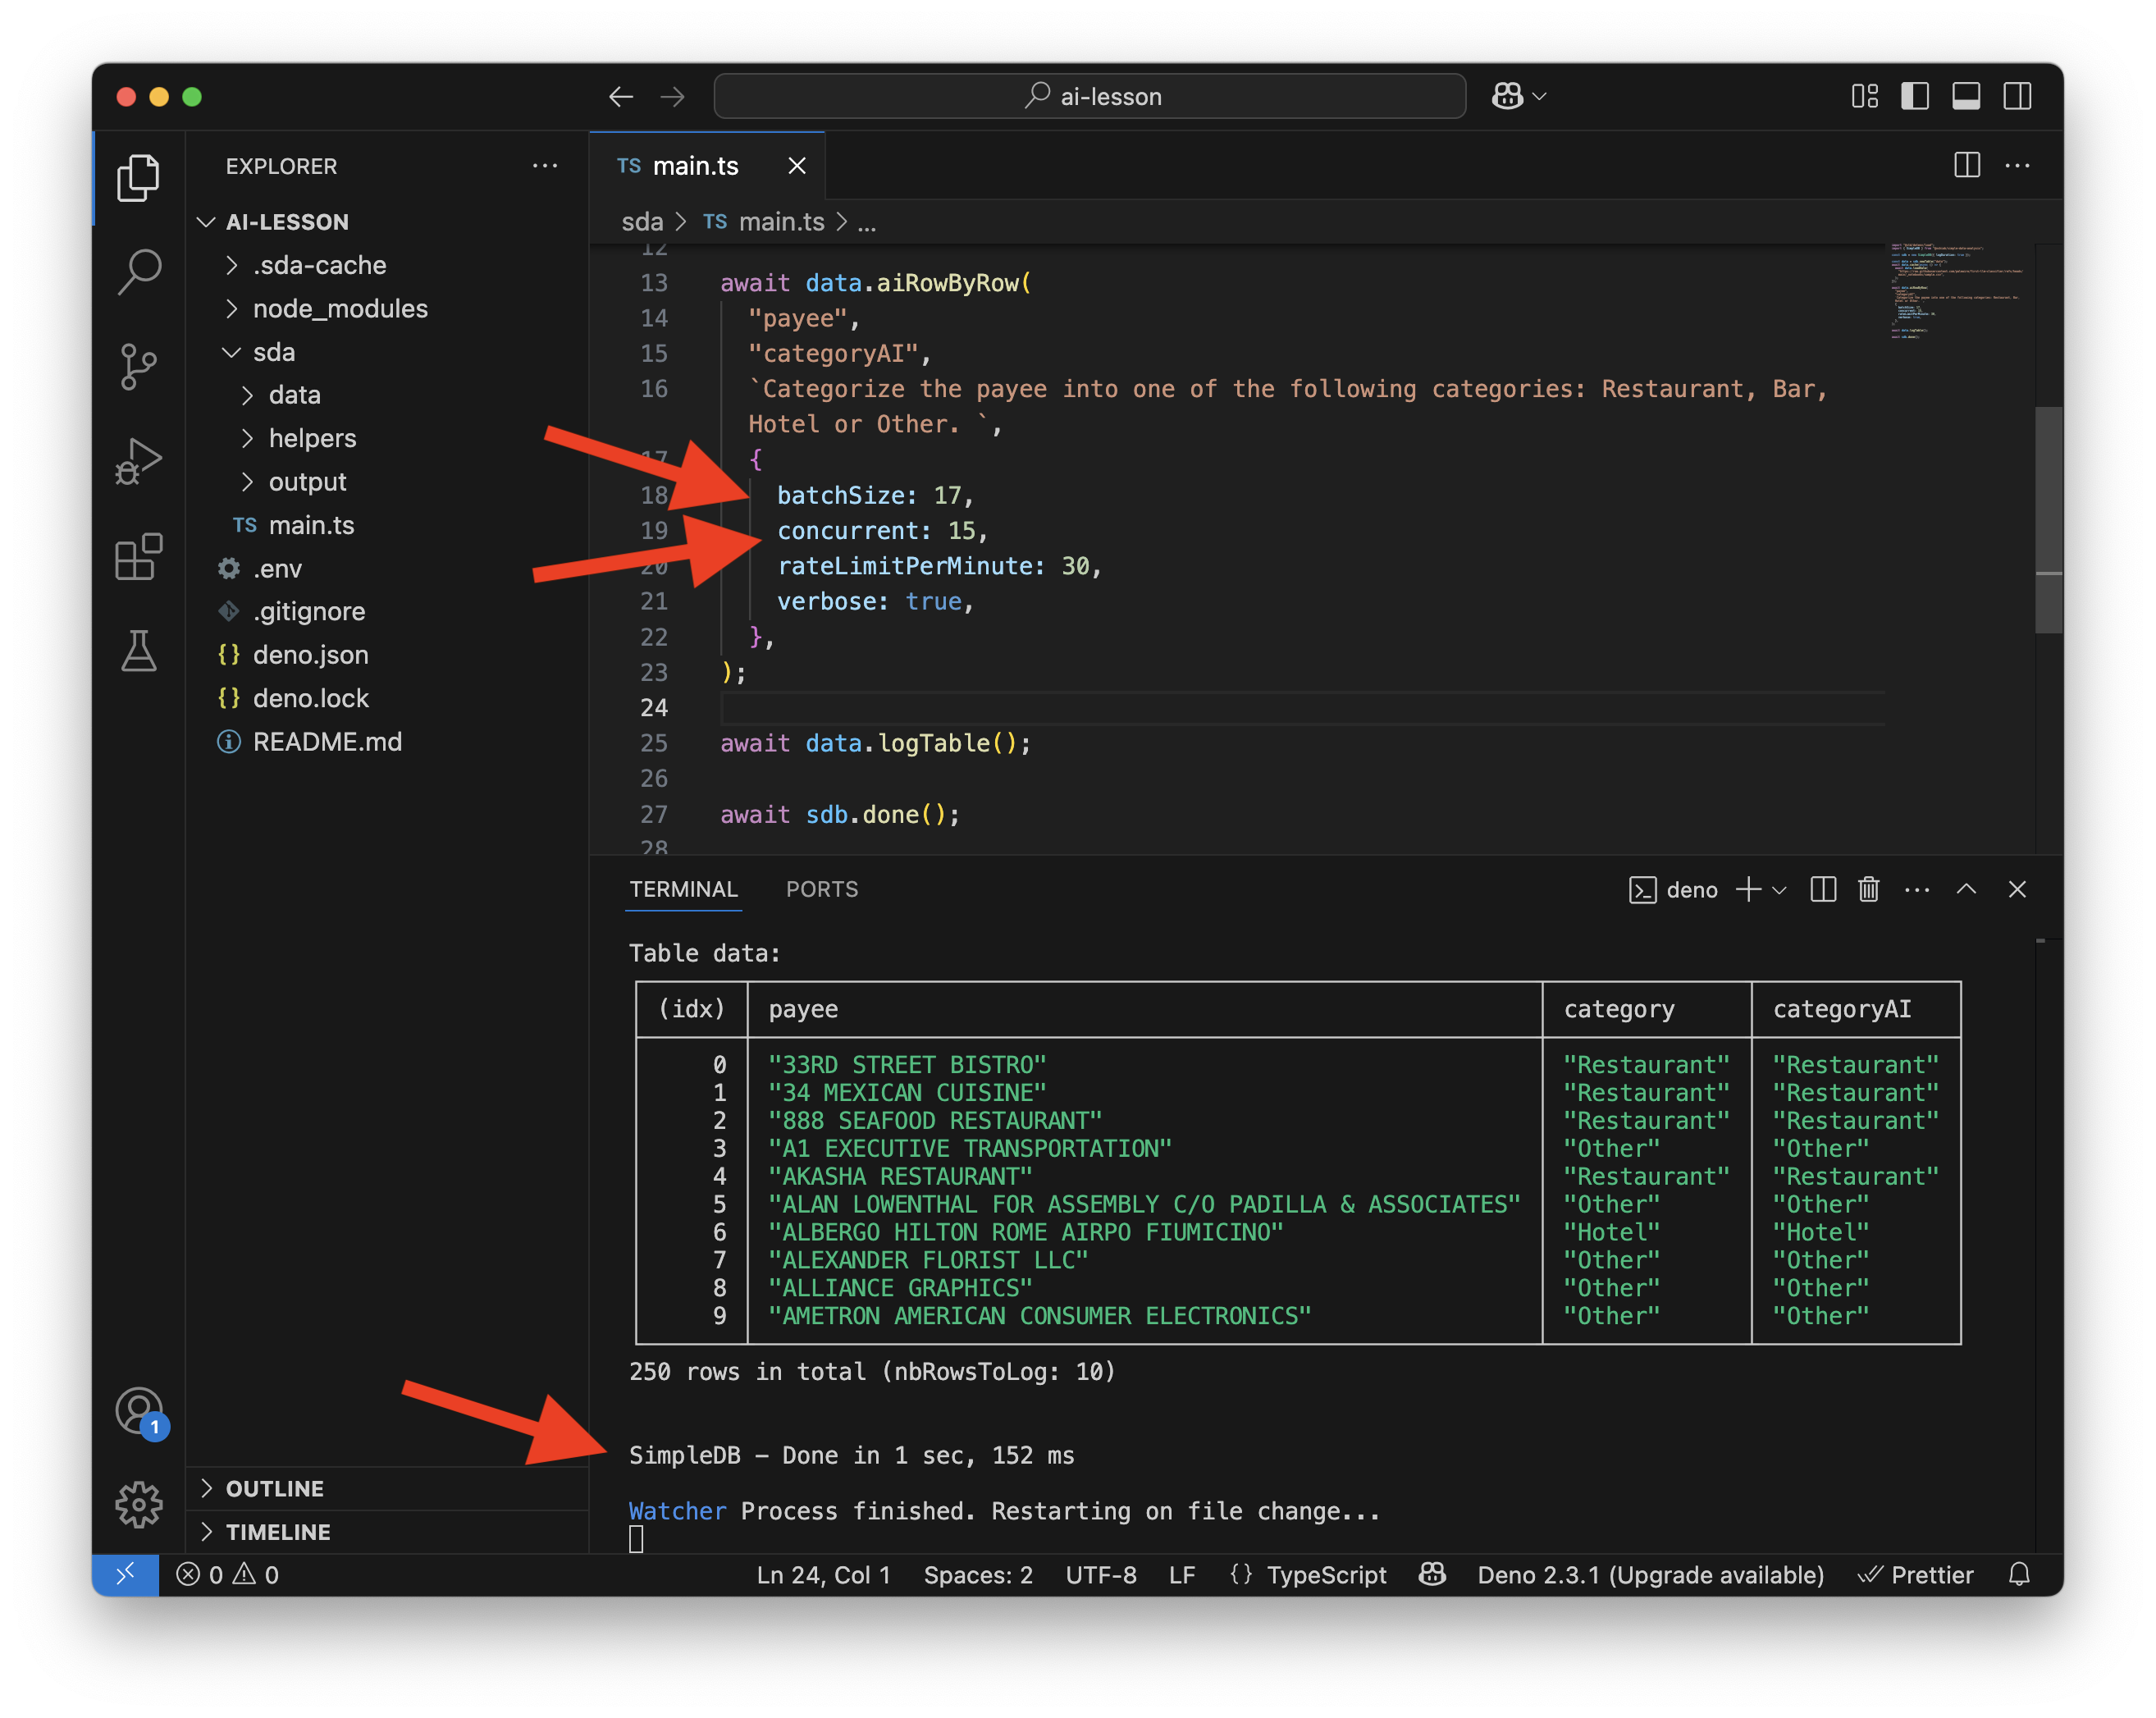 ai-lesson
EXPLORER
AI-LESSON
.sda-cache
node_modules
sda
data
helpers
output
TS main.ts
.env
.gitignore
{} deno.json
{} deno.lock
README.md
OUTLINE
TIMELINE
1
TS main.ts
sda > TS main.ts > ...
12
13 await data.aiRowByRow(
14 "payee",
15 "categoryAI",
16 `Categorize the payee into one of the following categories: Restaurant, Bar,
Hotel or Other. `,
17 {
18 batchSize: 17,
19 concurrent: 15,
20 rateLimitPerMinute: 30,
21 verbose: true,
22 },
23 );
24
25 await data.logTable();
26
27 await sdb.done();
28
TERMINAL PORTS deno
Table data:
(idx) payee category categoryAI
0 "33RD STREET BISTRO" "Restaurant" "Restaurant"
1 "34 MEXICAN CUISINE" "Restaurant" "Restaurant"
2 "888 SEAFOOD RESTAURANT" "Restaurant" "Restaurant"
3 "A1 EXECUTIVE TRANSPORTATION" "Other" "Other"
4 "AKASHA RESTAURANT" "Restaurant" "Restaurant"
5 "ALAN LOWENTHAL FOR ASSEMBLY C/O PADILLA & ASSOCIATES" "Other" "Other"
6 "ALBERGO HILTON ROME AIRPO FIUMICINO" "Hotel" "Hotel"
7 "ALEXANDER FLORIST LLC" "Other" "Other"
8 "ALLIANCE GRAPHICS" "Other" "Other"
9 "AMETRON AMERICAN CONSUMER ELECTRONICS" "Other" "Other"
250 rows in total (nbRowsToLog: 10)
SimpleDB – Done in 1 sec, 152 ms
Watcher Process finished. Restarting on file change...
0 0 Ln 24, Col 1 Spaces: 2 UTF-8 LF {} TypeScript Deno 2.3.1 (Upgrade available) Prettier